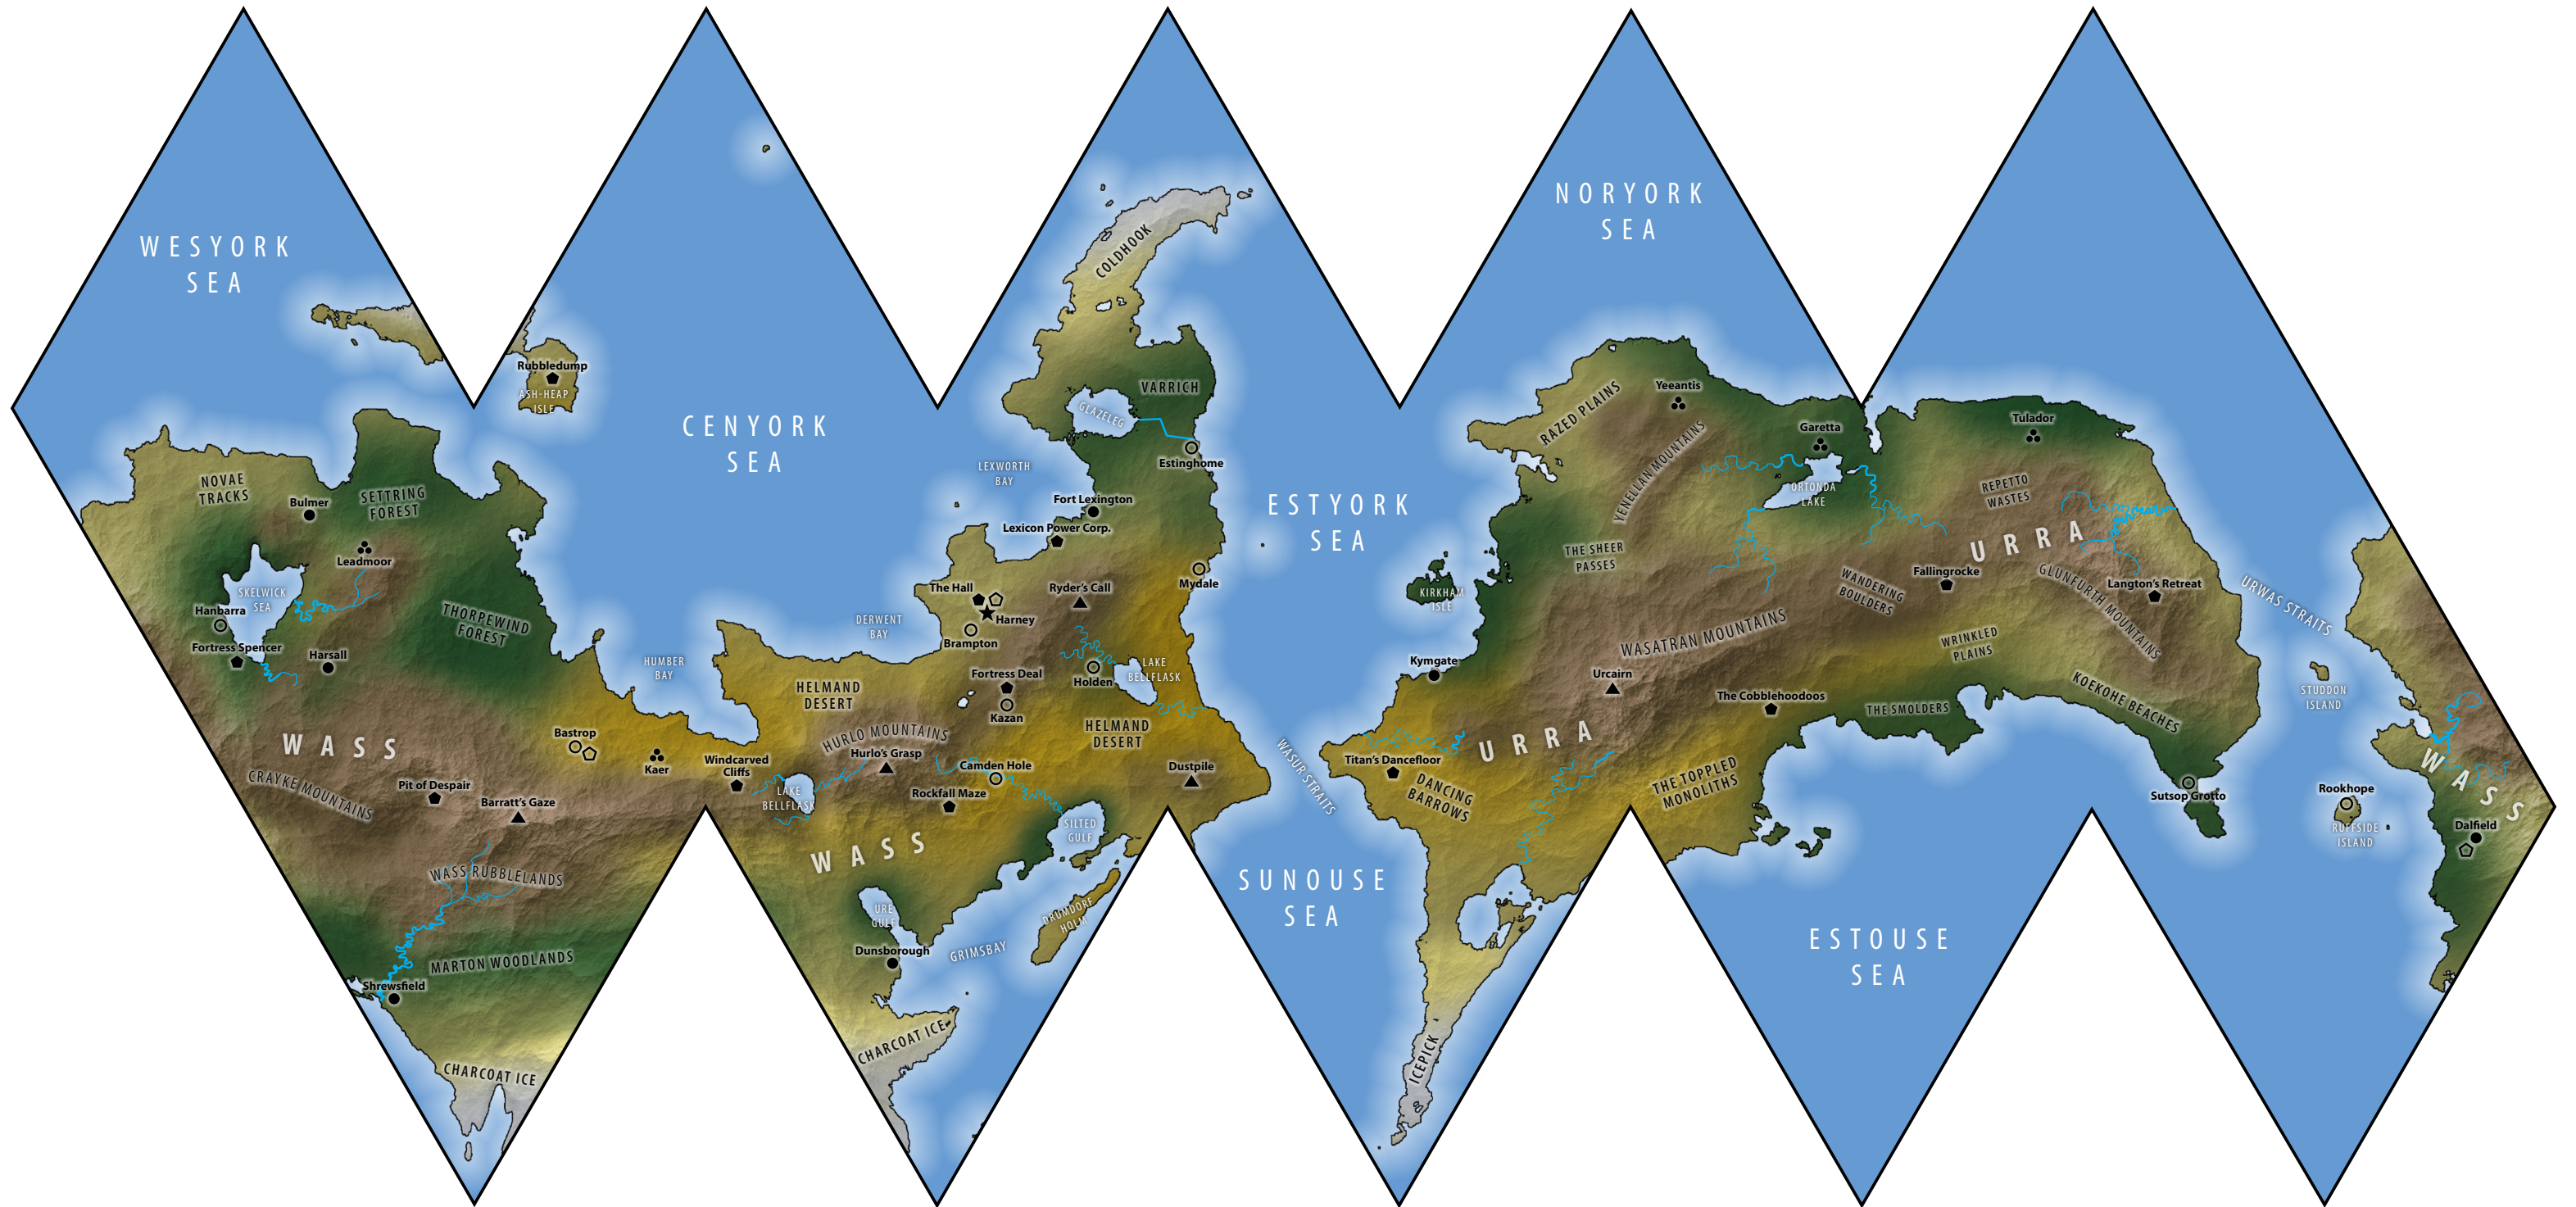 WESYORK
SEA
NOVAE
TRACKS
Bulmer
SETTRING
FOREST
Leadmoor
SKELWICK
SEA
Hanbarra
Fortress Spencer
Harsall
THORPEWIND
FOREST
WASS
CRAYKE MOUNTAINS
Pit of Despair
Barratt's Gaze
WASS RUBBLELANDS
MARTON WOODLANDS
Shrewsfield
CHARCOAT ICE
Rubbledump
ASH-HEAP
ISLE
CENYORK
SEA
HUMBER
BAY
Bastrop
Kaer
Windcarved
Cliffs
HELMAND
DESERT
HURLO MOUNTAINS
Hurlo's Grasp
LAKE
BELLFLASK
WASS
URE
GULF
Dunsborough
GRIMSBAY
CHARCOAT ICE
DERWENT
BAY
LEXWORTH
BAY
COLDHOOK
VARRICH
GLAZELEG
Estinghome
Fort Lexington
Lexicon Power Corp.
The Hall
Harney
Brampton
Ryder's Call
Mydale
Fortress Deal
Kazan
Holden
LAKE
BELLFLASK
HELMAND
DESERT
Camden Hole
Rockfall Maze
Dustpile
SILTED
GULF
DRUMDORF
HOLM
ESTYORK
SEA
WASUR STRAITS
SUNOUSE
SEA
NORYORK
SEA
RAZED PLAINS
Yeeantis
YENELLAN MOUNTAINS
Garetta
ORTONDA
LAKE
THE SHEER
PASSES
KIRKHAM
ISLE
Kymgate
WASATRAN MOUNTAINS
Urcairn
URRA
Titan's Dancefloor
DANCING
BARROWS
The Cobblehoodoos
THE TOPPLED
MONOLITHS
ICEPICK
Tulador
REPETTO
WASTES
URRA
WANDERING
BOULDERS
Fallingrocke
GLUNFURTH MOUNTAINS
Langton's Retreat
WRINKLED
PLAINS
THE SMOLDERS
KOEKOHE BEACHES
Sutsop Grotto
ESTOUSE
SEA
URWAS STRAITS
STUDDON
ISLAND
Rookhope
RUFFSIDE
ISLAND
WASS
Dalfield